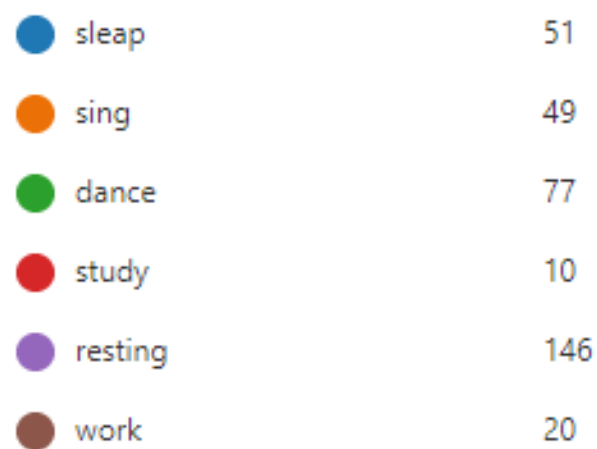 sleap 51
sing 49
dance 77
study 10
resting 146
work 20